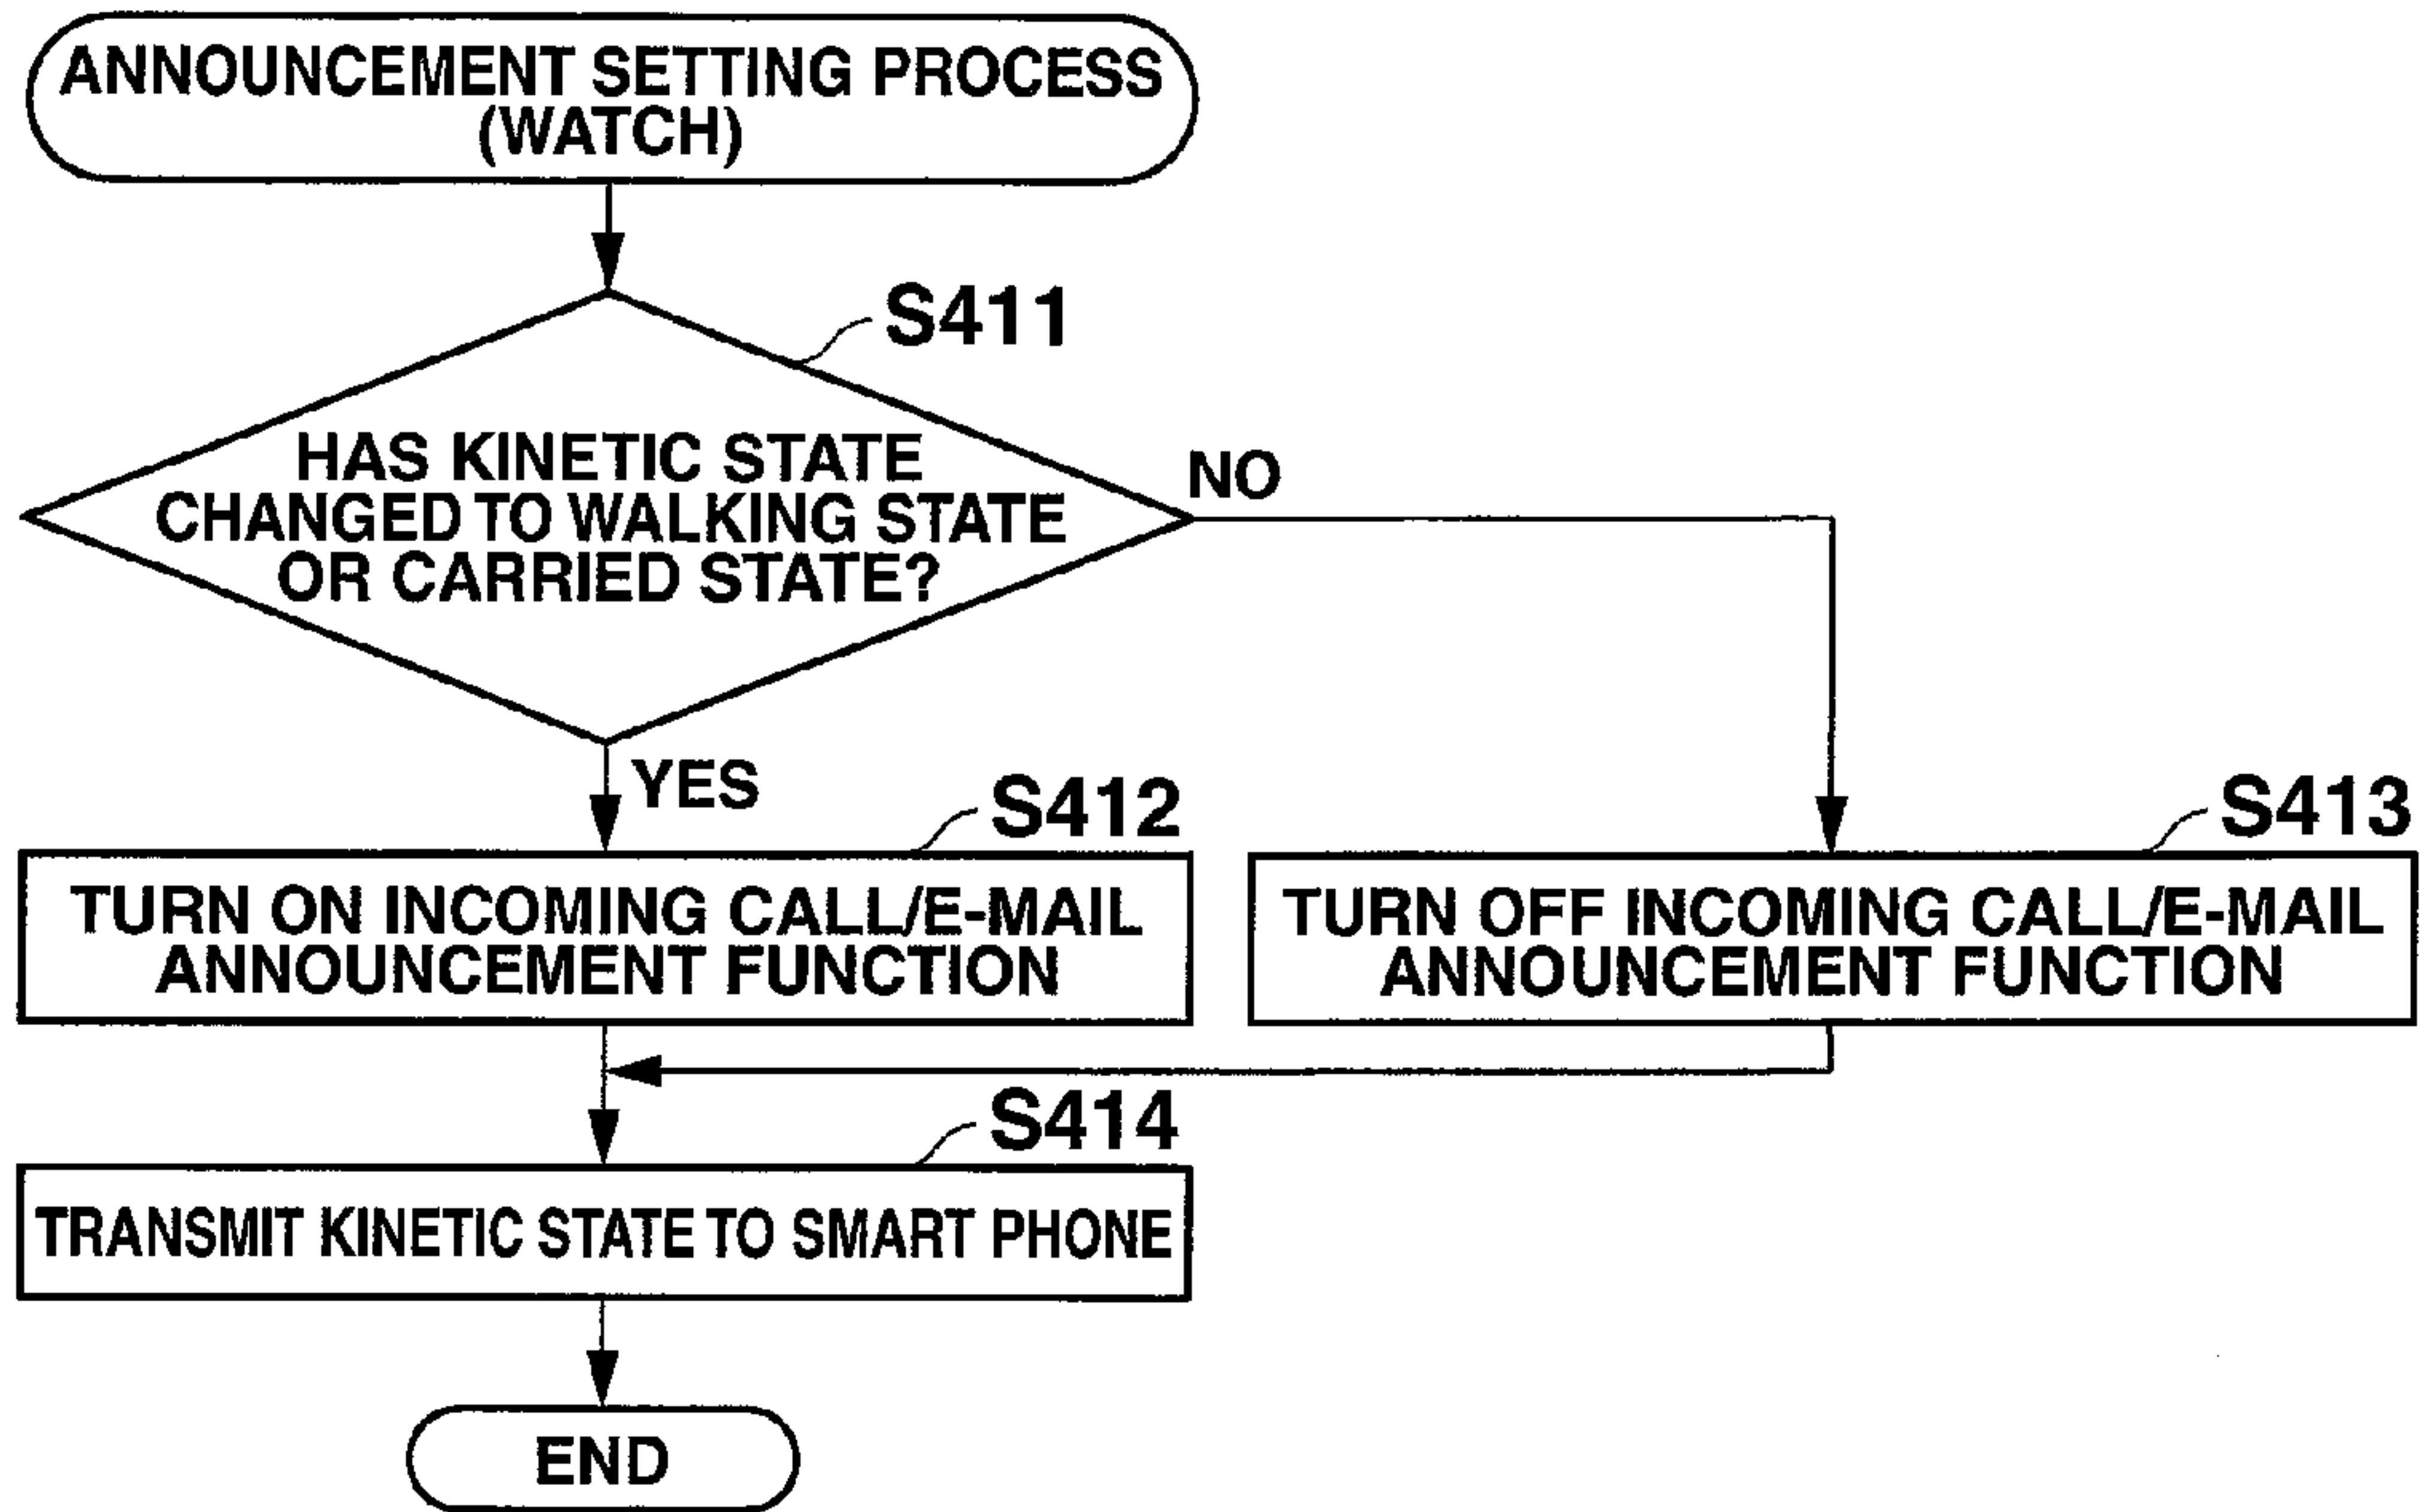 ANNOUNCEMENT SETTING PROCESS
(WATCH)
S411
HAS KINETIC STATE
CHANGED TO WALKING STATE
OR CARRIED STATE?
NO
YES
S412
TURN ON INCOMING CALL/E-MAIL
ANNOUNCEMENT FUNCTION
S413
TURN OFF INCOMING CALL/E-MAIL
ANNOUNCEMENT FUNCTION
S414
TRANSMIT KINETIC STATE TO SMART PHONE
END